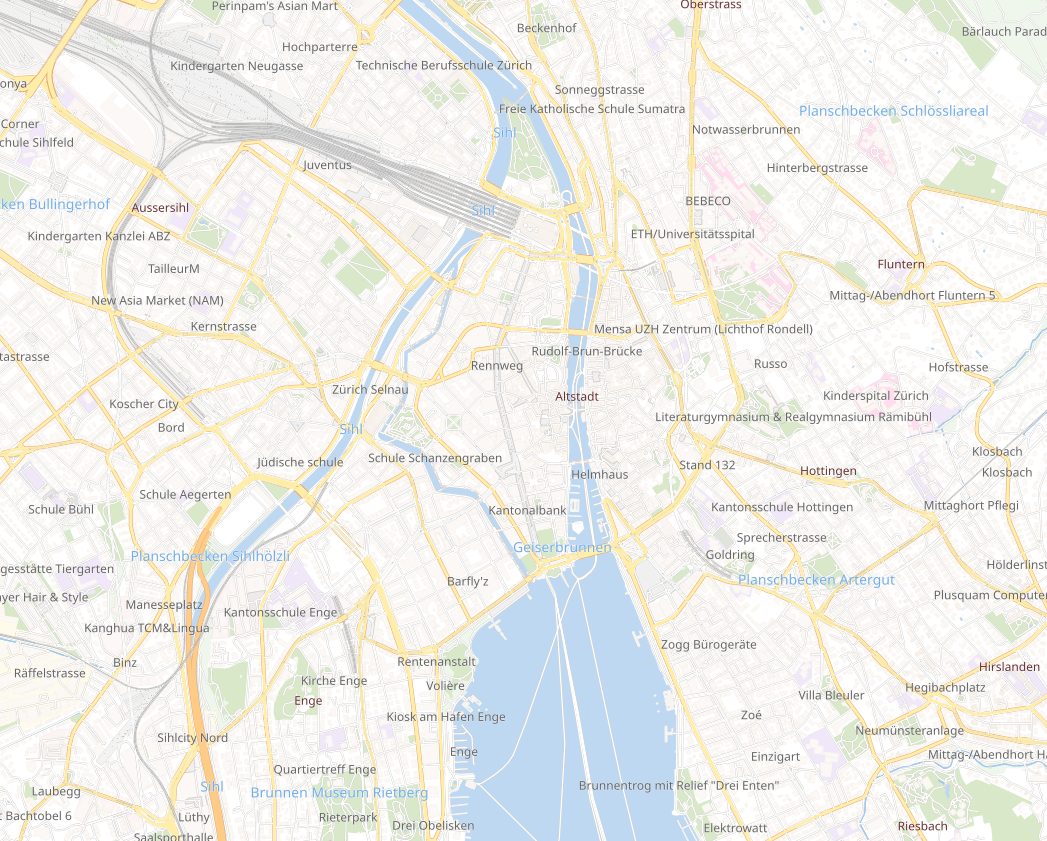 Oberstrass
Perinpam's Asian Mart
Beckenhof
Bärlauch Parad
Hochparterre
Kindergarten Neugasse
Technische Berufsschule Zürich
onya
Sonneggstrasse
Freie Katholische Schule Sumatra
Planschbecken Schlössliareal
Corner
Sihl
Notwasserbrunnen
chule Sihlfeld
Juventus
Hinterbergstrasse
ken Bullingerhof
Aussersihl
Sihl
BEBECO
Kindergarten Kanzlei ABZ
ETH/Universitätsspital
TailleurM
Fluntern
New Asia Market (NAM)
Mittag-/Abendhort Fluntern 5
Kernstrasse
Mensa UZH Zentrum (Lichthof Rondell)
tastrasse
Rudolf-Brun-Brücke
Rennweg
Russo
Hofstrasse
Zürich Selnau
Altstadt
Kinderspital Zürich
Koscher City
Literaturgymnasium & Realgymnasium Rämibühl
Bord
Sihl
Klosbach
Jüdische schule
Schule Schanzengraben
Stand 132
Hottingen
Klosbach
Helmhaus
Schule Aegerten
Schule Bühl
Kantonalbank
Kantonsschule Hottingen
Mittaghort Pflegi
Sprecherstrasse
Planschbecken Sihlhölzli
Geiserbrunnen
Goldring
gesstätte Tiergarten
Barfly'z
Planschbecken Artergut
Hölderlinst
yer Hair & Style
Manesseplatz
Kantonsschule Enge
Plusquam Computer
Kanghua TCM&Lingua
Zogg Bürogeräte
Binz
Rentenanstalt
Hirslanden
Räffelstrasse
Kirche Enge
Volière
Hegibachplatz
Enge
Villa Bleuler
Kiosk am Hafen Enge
Zoé
Sihlcity Nord
Neumünsteranlage
Enge
Einzigart
Mittag-/Abendhort Ha
Quartiertreff Enge
Sihl
Brunnen Museum Rietberg
Brunnentrog mit Relief "Drei Enten"
Laubegg
t Bachtobel 6
Lüthy
Rieterpark
Drei Obelisken
Elektrowatt
Riesbach
Saalsporthalle